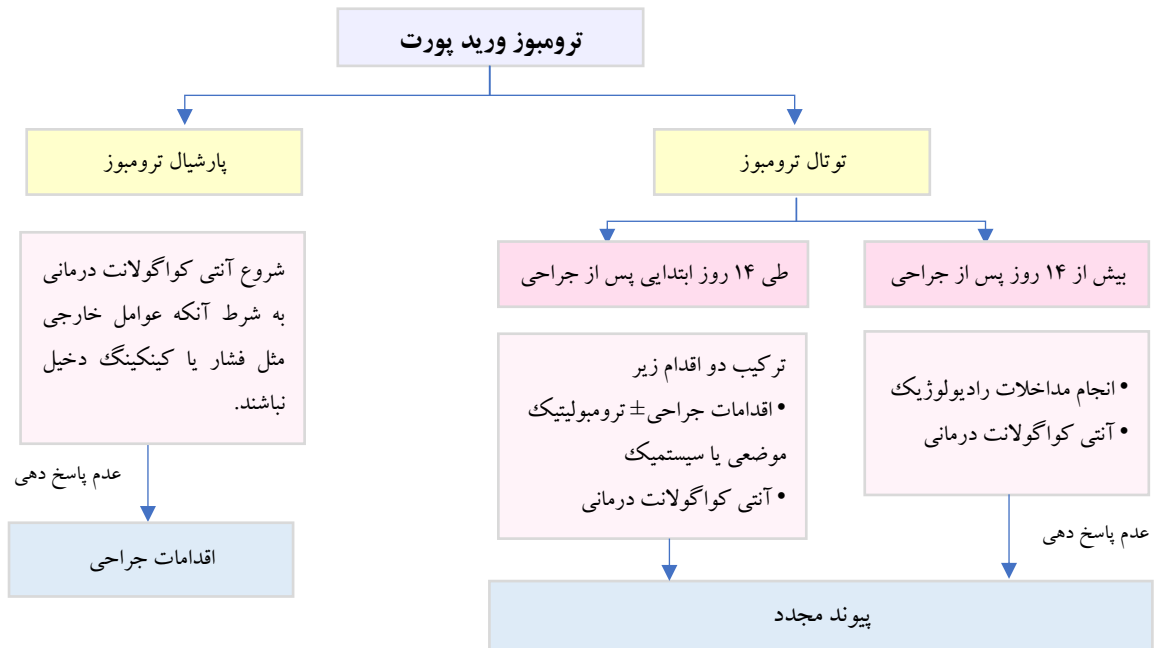 ترومبوز ورید پورت
توتال ترومبوز
پارشیال ترومبوز
بیش از ۱۴ روز پس از جراحی
طی ۱۴ روز ابتدایی پس از جراحی
شروع آنتی کواگولانت درمانی
به شرط آنکه عوامل خارجی
مثل فشار یا کینکینگ دخیل
نباشند.
• انجام مداخلات رادیولوژیک
• آنتی کواگولانت درمانی
ترکیب دو اقدام زیر
• اقدامات جراحی± ترومبولیتیک
موضعی یا سیستمیک
• آنتی کواگولانت درمانی
عدم پاسخ دهی
عدم پاسخ دهی
اقدامات جراحی
پیوند مجدد